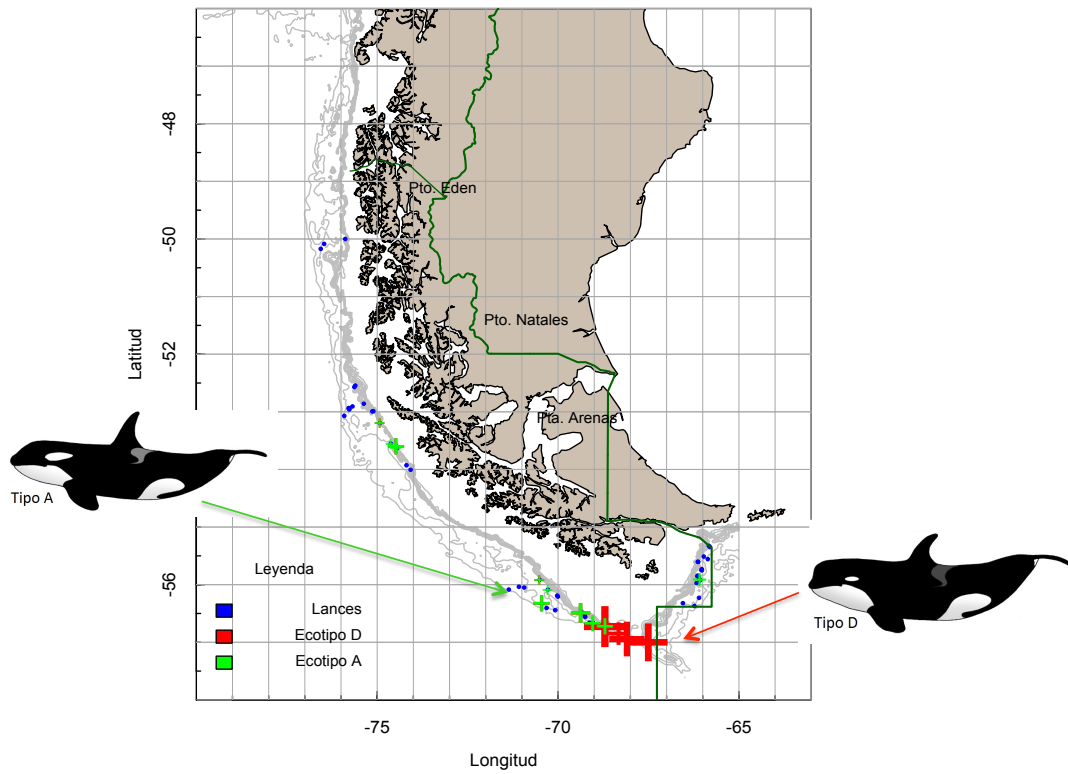 -48
Pto. Eden
-50
Pto. Natales
Latitud
-52
Pta. Arenas
Tipo A
-56
Leyenda
Lances
Ecotipo D
Ecotipo A
Tipo D
-75
-70
-65
Longitud